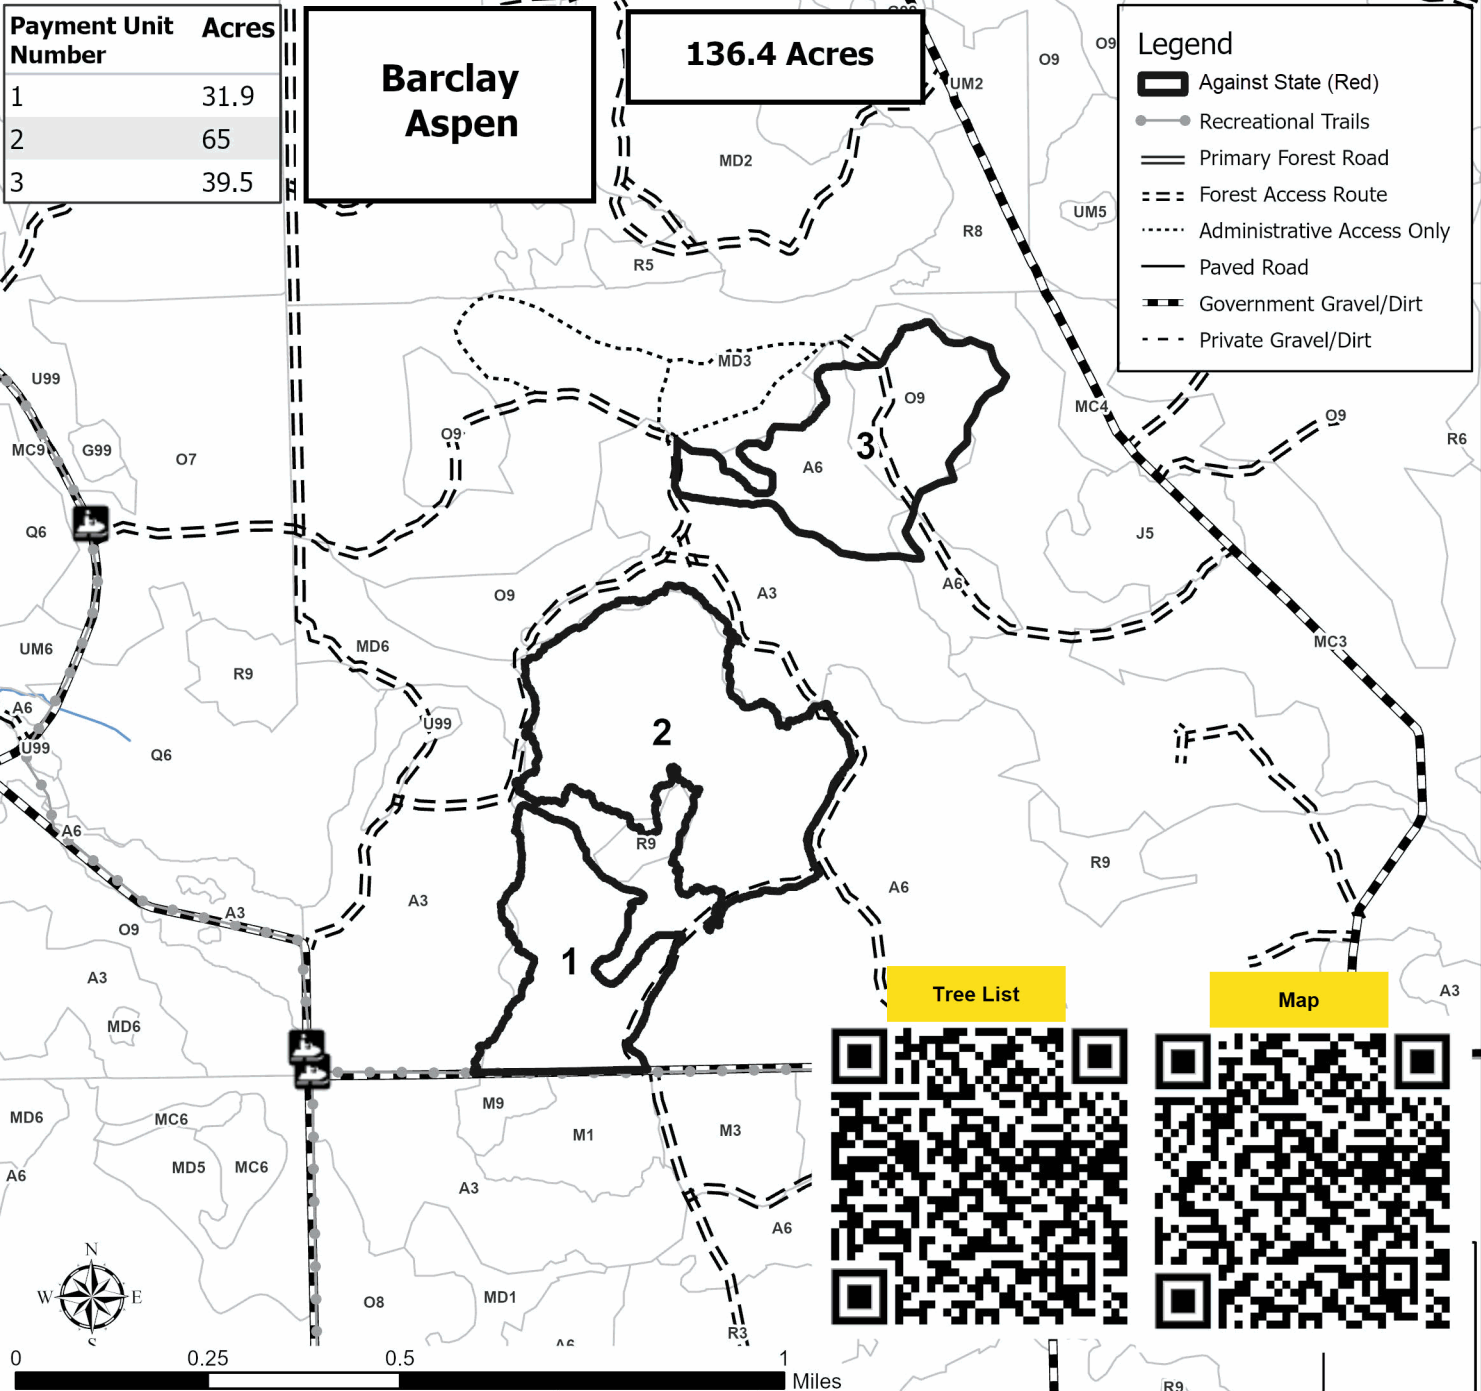 Payment Unit Number Acres
1 31.9
2 65
3 39.5
Barclay
Aspen
136.4 Acres
Legend
Against State (Red)
Recreational Trails
Primary Forest Road
Forest Access Route
Administrative Access Only
Paved Road
Government Gravel/Dirt
Private Gravel/Dirt
O9
O9
UM2
MD2
UM5
R8
R5
MD3
U99
O9
MC4
O9
MC9
G99
O7
O9
3
A6
R6
Q6
J5
O9
A3
A6
UM6
MD6
MC3
R9
A6
U99
2
U99
Q6
A6
R9
R9
A3
A6
A3
O9
1
A3
MD6
Tree List
Map
A3
MD6
MC6
M9
M1
M3
MD5
MC6
A6
A3
A6
N
W E
S
O8
MD1
R3
A6
R9
0 0.25 0.5 1
Miles